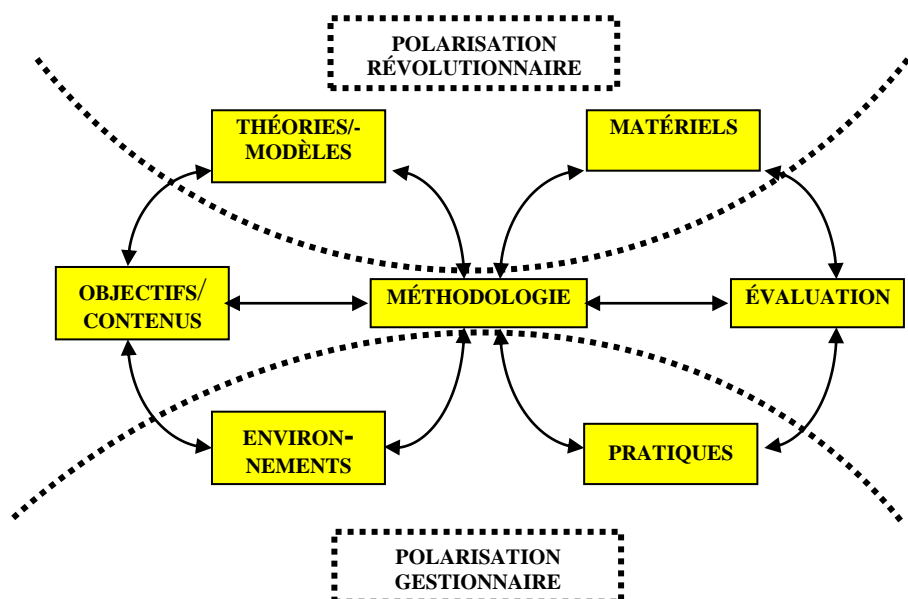 POLARISATION
RÉVOLUTIONNAIRE
THÉORIES/-
MODÈLES
MATÉRIELS
OBJECTIFS/
CONTENUS
MÉTHODOLOGIE
ÉVALUATION
ENVIRON-
NEMENTS
PRATIQUES
POLARISATION
GESTIONNAIRE